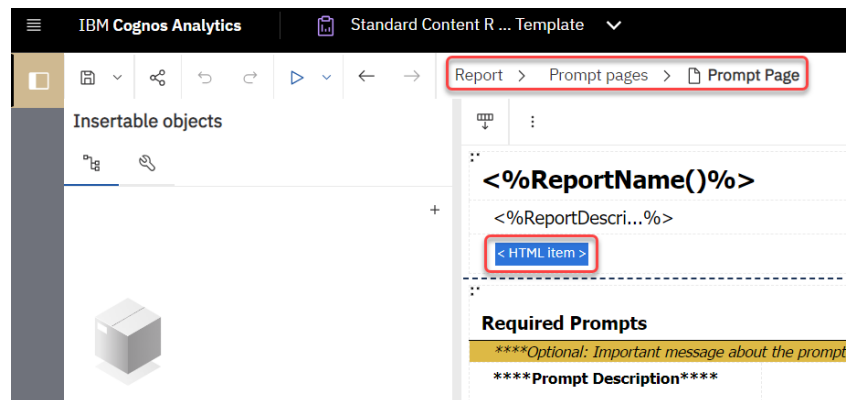 IBM Cognos Analytics
Standard Content R ... Template
Report > Prompt pages > Prompt Page
Insertable objects
<%ReportName()%>
<%ReportDescri...%>
< HTML item >
Required Prompts
****Optional: Important message about the prompt
****Prompt Description****